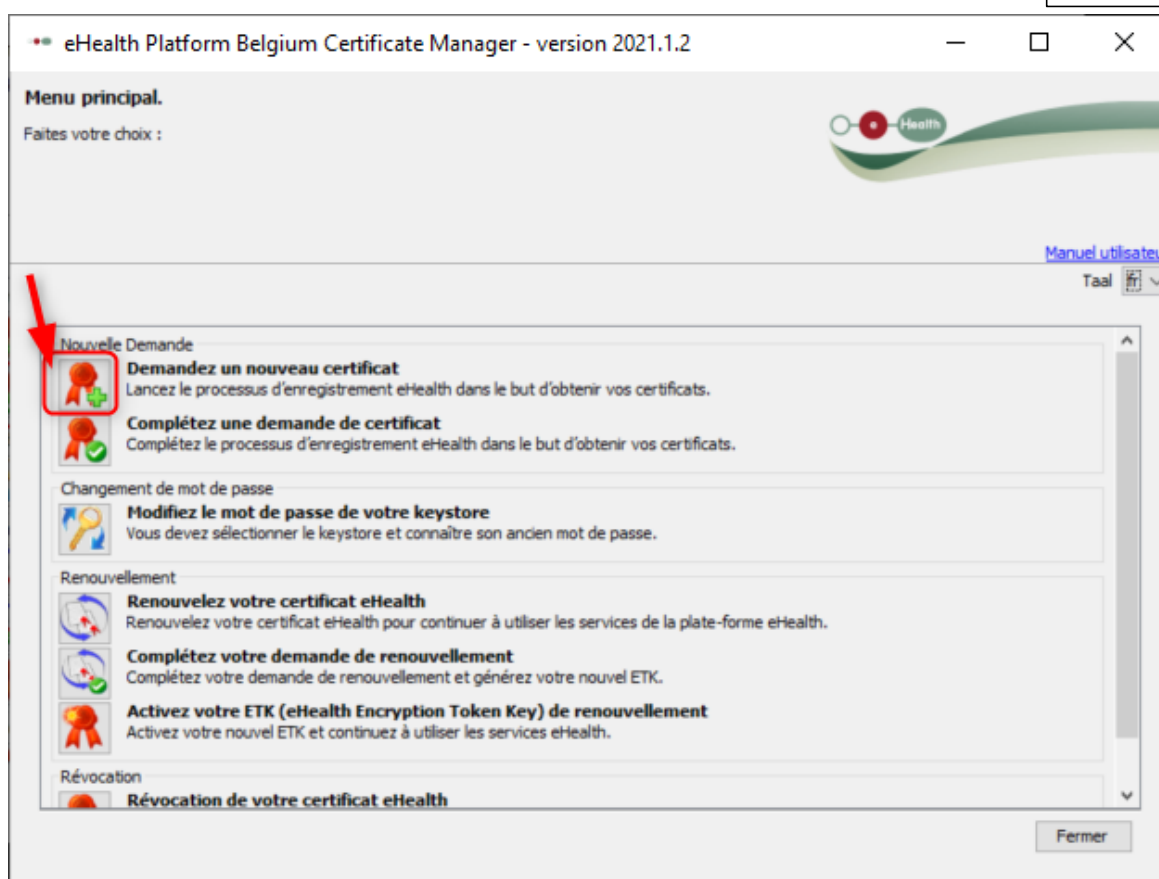 eHealth Platform Belgium Certificate Manager - version 2021.1.2
Menu principal.
Faites votre choix :
e Health
Manuel utilisateu
Taal fr
Nouvelle Demande
Demandez un nouveau certificat
Lancez le processus d'enregistrement eHealth dans le but d'obtenir vos certificats.
Complétez une demande de certificat
Complétez le processus d'enregistrement eHealth dans le but d'obtenir vos certificats.
Changement de mot de passe
Modifiez le mot de passe de votre keystore
Vous devez sélectionner le keystore et connaître son ancien mot de passe.
Renouvellement
Renouvelez votre certificat eHealth
Renouvelez votre certificat eHealth pour continuer à utiliser les services de la plate-forme eHealth.
Complétez votre demande de renouvellement
Complétez votre demande de renouvellement et générez votre nouvel ETK.
Activez votre ETK (eHealth Encryption Token Key) de renouvellement
Activez votre nouvel ETK et continuez à utiliser les services eHealth.
Révocation
Révocation de votre certificat eHealth
Fermer